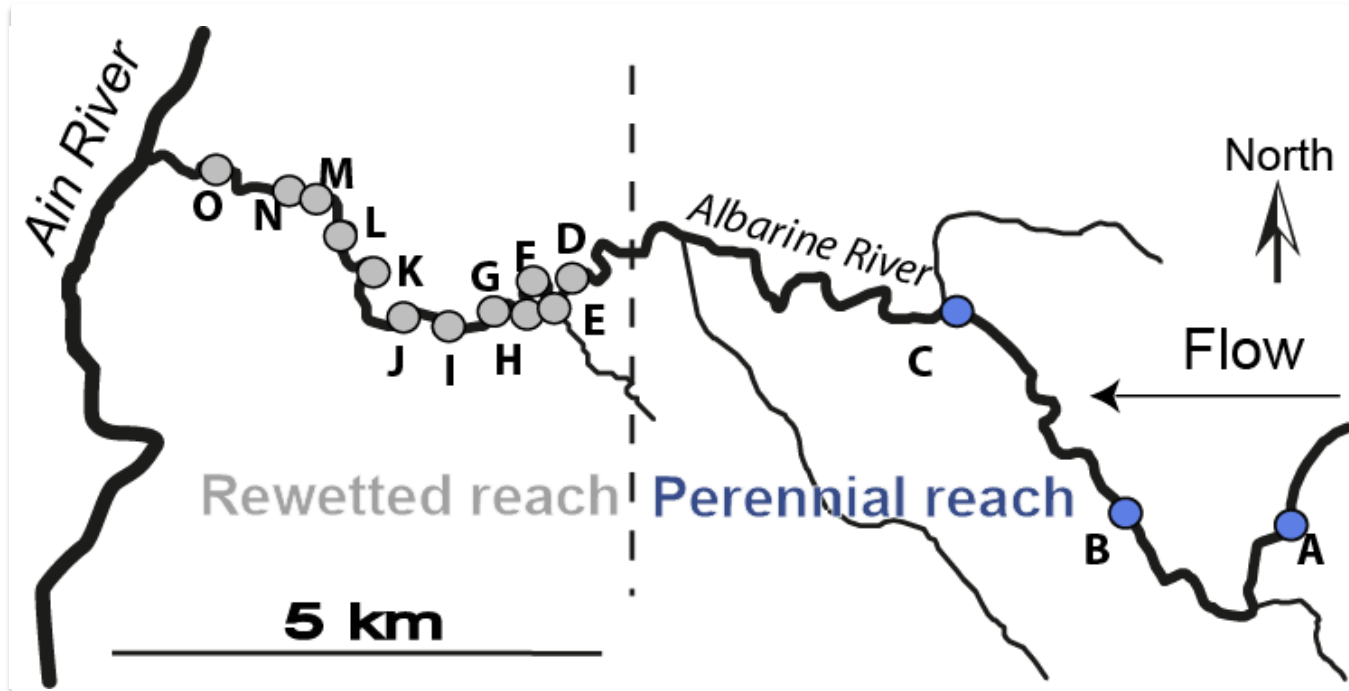 Ain River
North
Albarine River
Flow
O
N
M
L
K
J
I
H
G
F
D
E
C
B
A
Rewetted reach
Perennial reach
5 km